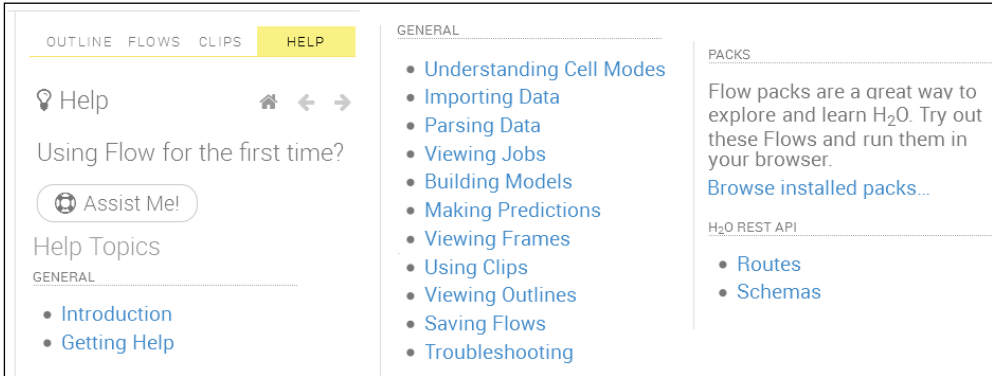 OUTLINE FLOWS CLIPS HELP
Help
Using Flow for the first time?
Assist Me!
Help Topics
GENERAL
Introduction
Getting Help
GENERAL
Understanding Cell Modes
Importing Data
Parsing Data
Viewing Jobs
Building Models
Making Predictions
Viewing Frames
Using Clips
Viewing Outlines
Saving Flows
Troubleshooting
PACKS
Flow packs are a great way to
explore and learn H2O. Try out
these Flows and run them in
your browser.
Browse installed packs...
H2O REST API
Routes
Schemas